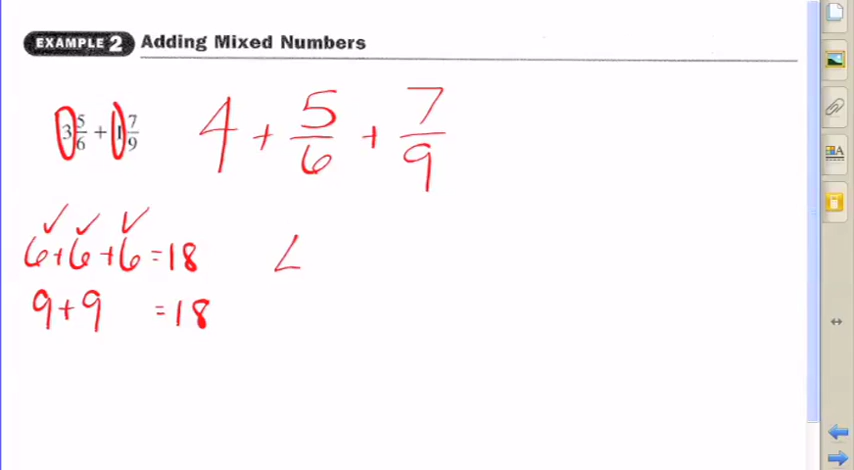 EXAMPLE 2 Adding Mixed Numbers
3 5/6 + 1 7/9
4 + 5/6 + 7/9
6+6+6=18
9+9 =18